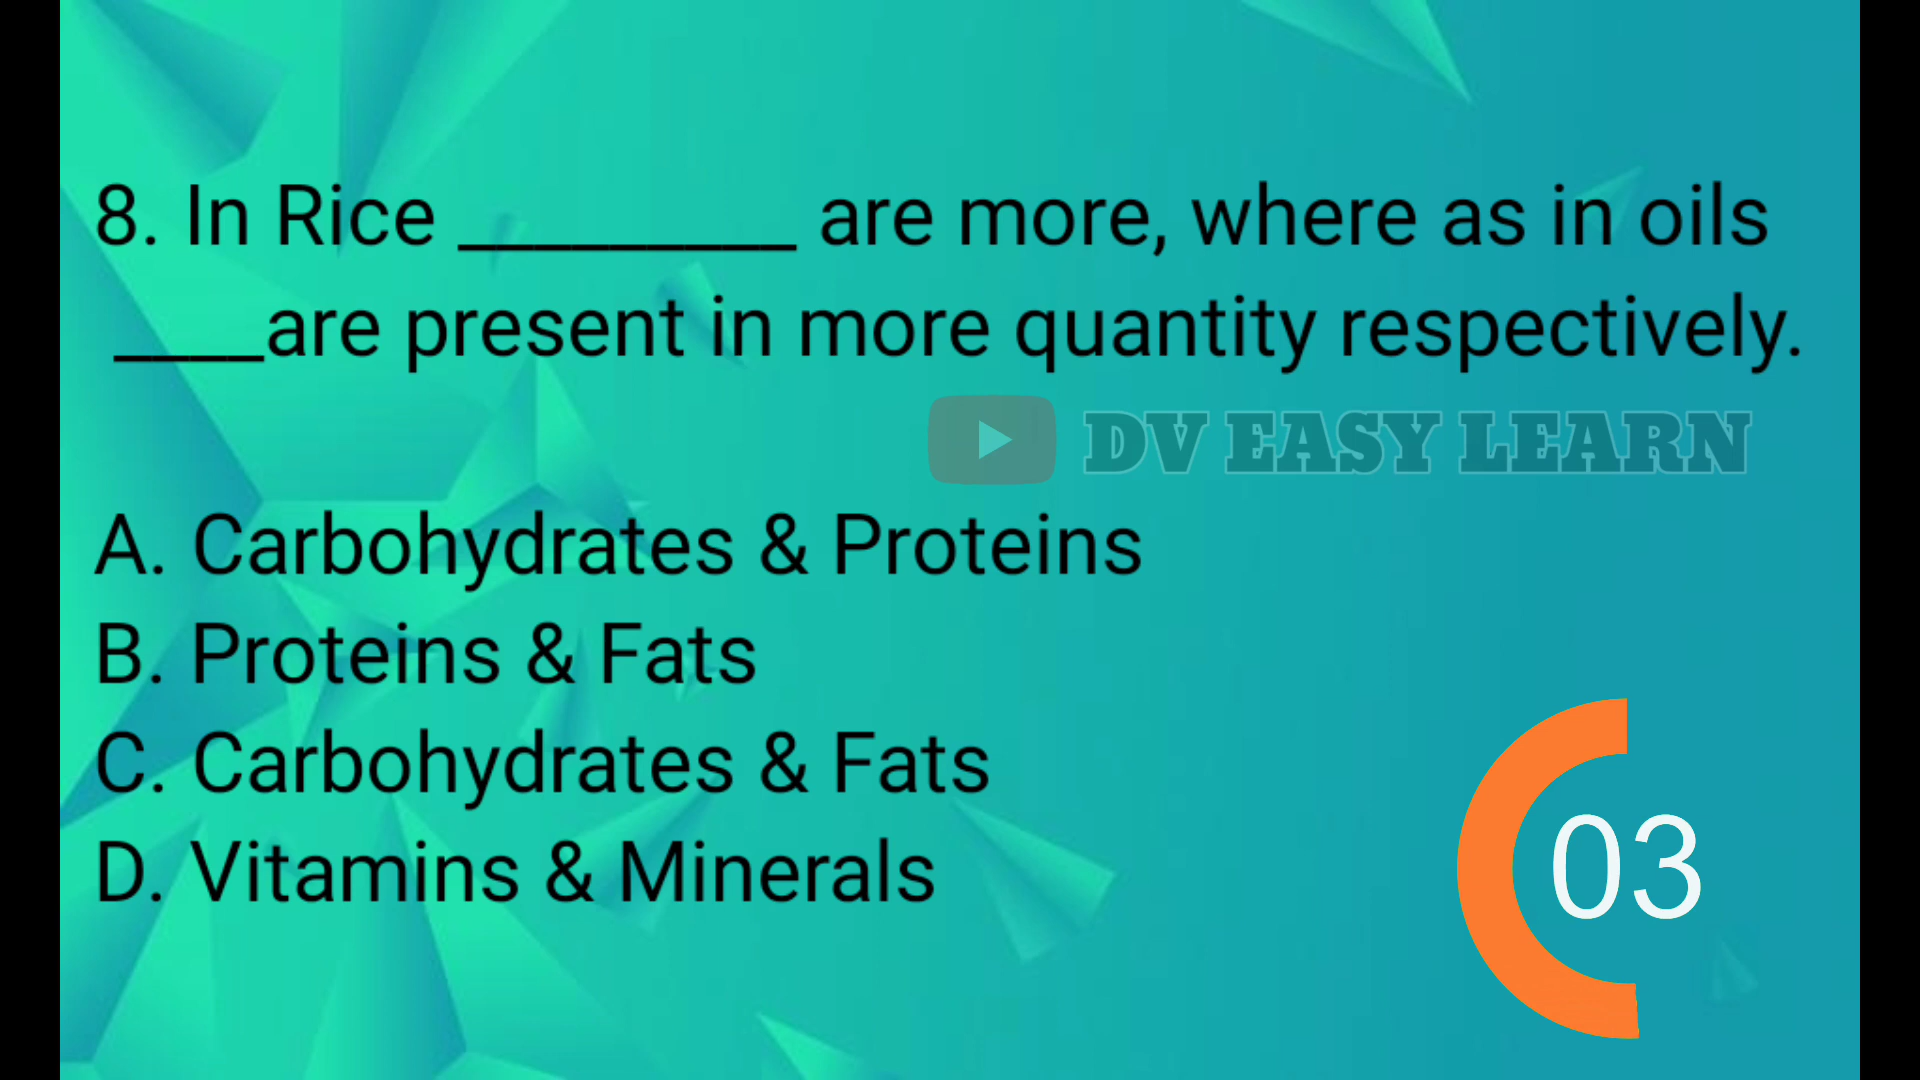 8. In Rice _________ are more, where as in oils
____are present in more quantity respectively.
DV EASY LEARN
A. Carbohydrates & Proteins
B. Proteins & Fats
C. Carbohydrates & Fats
D. Vitamins & Minerals
03